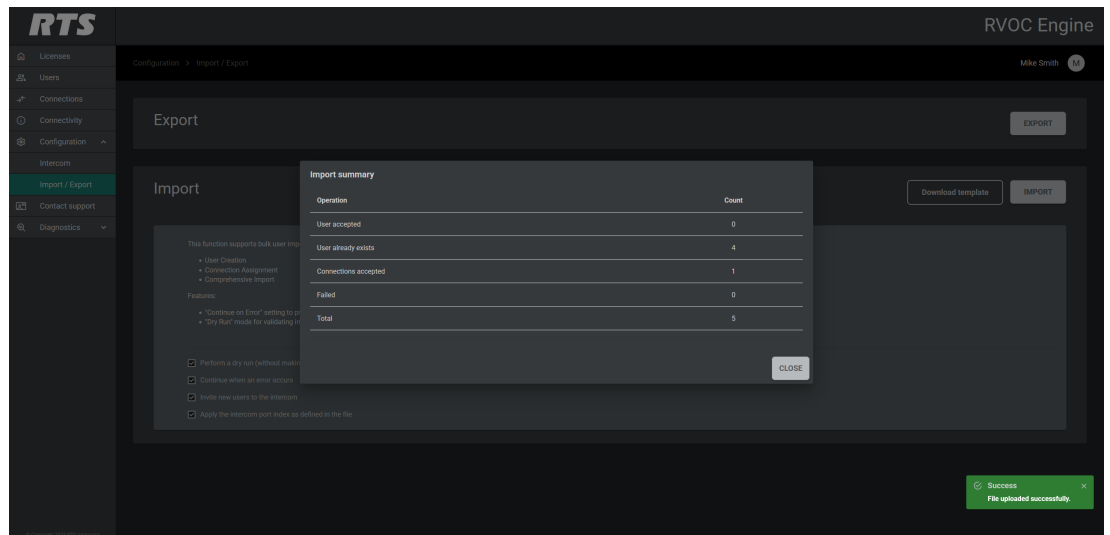 RTS
RVOC Engine
Licenses
Users
Connections
Connectivity
Configuration
Intercom
Import / Export
Contact support
Diagnostics
Configuration > Import / Export
Mike Smith M
Export
EXPORT
Import
Download template
IMPORT
This function supports bulk user imp
• User Creation
• Connection Assignment
• Comprehensive Import
Features:
• "Continue on Error" setting to p
• "Dry Run" mode for validating in
Perform a dry run (without makin
Continue when an error occurs
Invite new users to the intercom
Apply the intercom port index as defined in the file
Import summary
Operation Count
User accepted 0
User already exists 4
Connections accepted 1
Failed 0
Total 5
CLOSE
Success
File uploaded successfully.